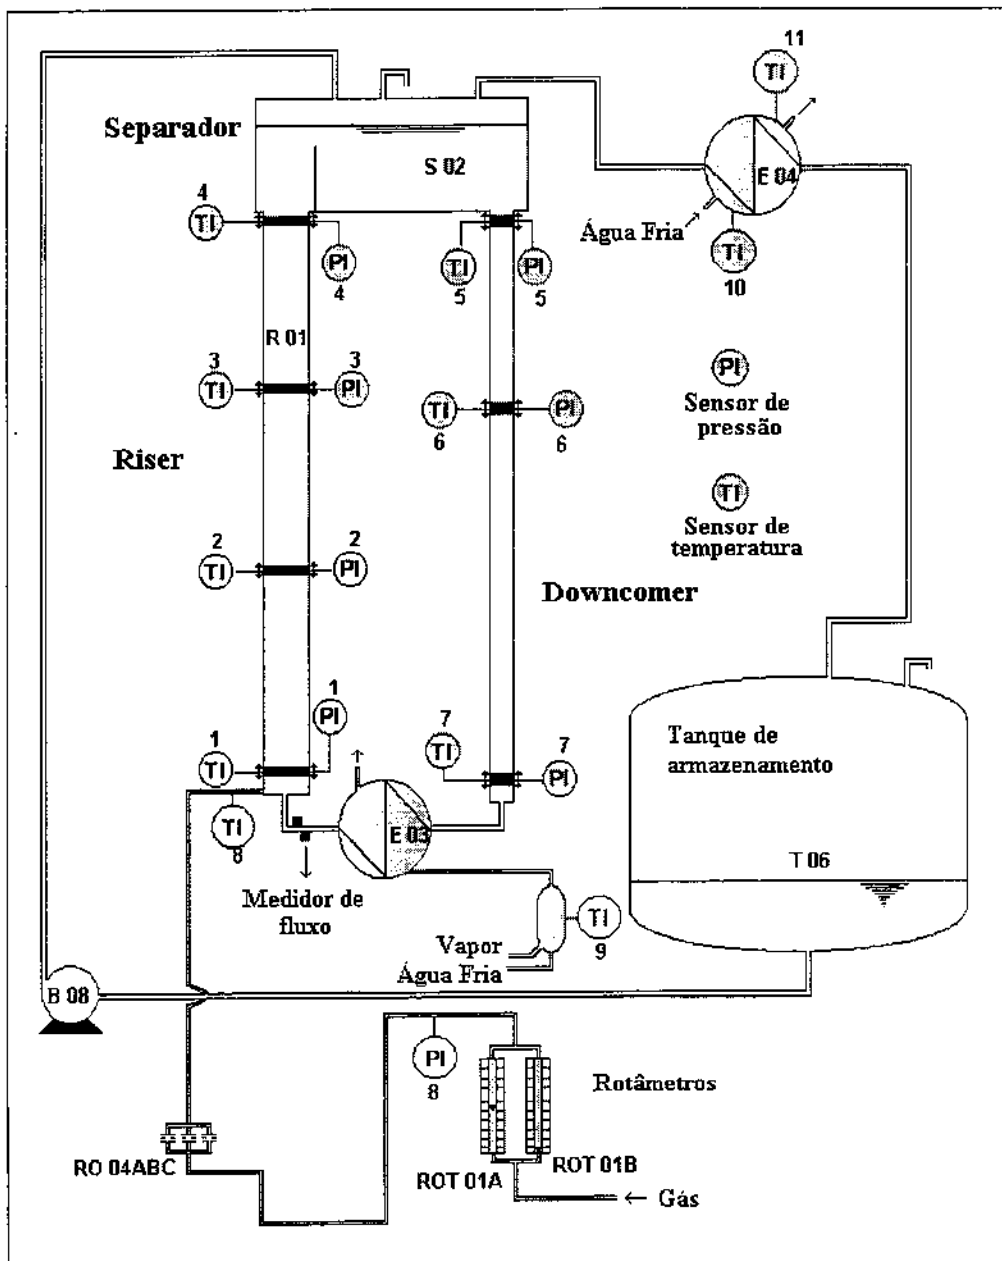 11
TI
Separador
S 02
E 04
4
TI
Água Fria
TI
10
PI
4
TI
5
PI
5
R 01
3
TI
3
PI
PI
Sensor de
pressão
TI
6
PI
6
Riser
TI
Sensor de
temperatura
2
TI
2
PI
Downcomer
1
PI
1
TI
7
TI
7
PI
Tanque de
armazenamento
TI
8
E 03
T 06
Medidor de
fluxo
TI
9
Vapor
Água Fria
B 08
PI
8
Rotâmetros
RO 04ABC
ROT 01A
ROT 01B
← Gás